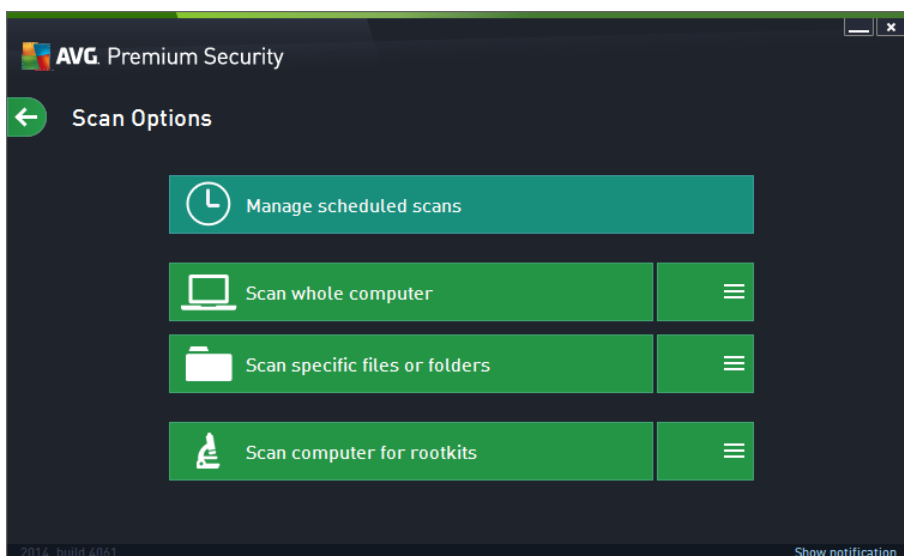 AVG. Premium Security
Scan Options
Manage scheduled scans
Scan whole computer
Scan specific files or folders
Scan computer for rootkits
2014 build 4061
Show notification